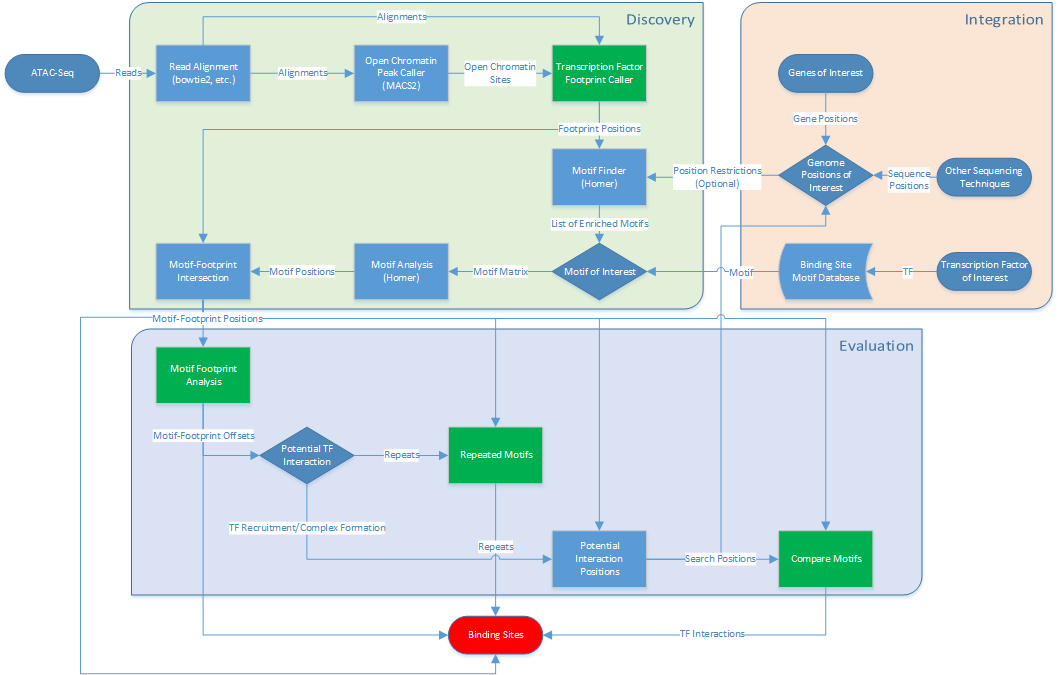 Alignments
Discovery
Integration
ATAC-Seq
Reads
Read Alignment
(bowtie2, etc.)
Alignments
Open Chromatin
Peak Caller
(MACS2)
Open Chromatin
Sites
Transcription Factor
Footprint Caller
Genes of Interest
Gene Positions
Footprint Positions
Motif Finder
(Homer)
Position Restrictions
(Optional)
Genome
Positions of
Interest
Sequence
Positions
Other Sequencing
Techniques
List of Enriched Motifs
Motif-Footprint
Intersection
Motif Positions
Motif Analysis
(Homer)
Motif Matrix
Motif of Interest
Motif
Binding Site
Motif Database
TF
Transcription Factor
of Interest
Motif-Footprint Positions
Evaluation
Motif Footprint
Analysis
Motif-Footprint Offsets
Potential TF
Interaction
Repeats
Repeated Motifs
TF Recruitment/Complex Formation
Repeats
Potential
Interaction
Positions
Search Positions
Compare Motifs
Binding Sites
TF Interactions